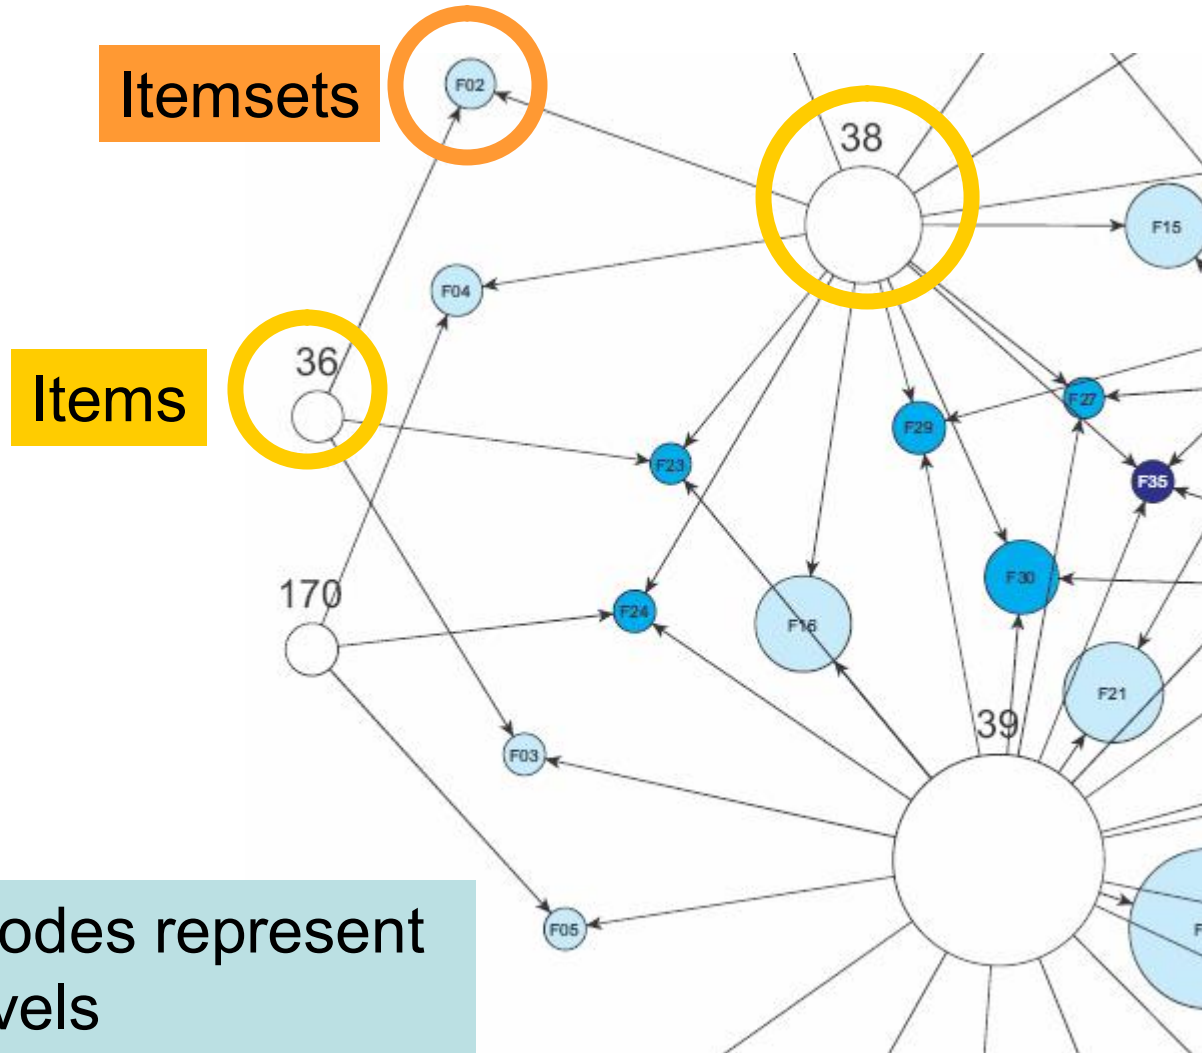 Itemsets
F02
38
F15
F04
36
Items
F27
F29
F23
F35
F30
170
F24
F16
F21
39
F03
odes represent
F05
F
vels